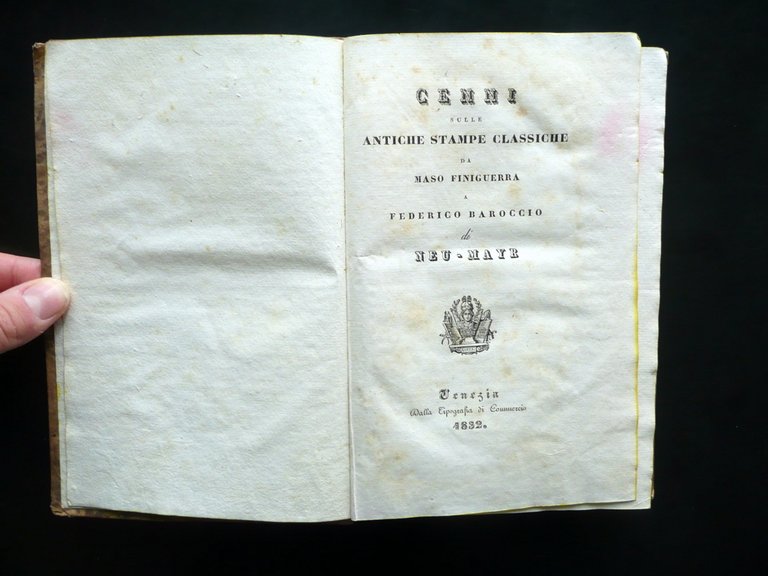 CENNI
SULLE
ANTICHE STAMPE CLASSICHE
DA
MASO FINIGUERRA
A
FEDERICO BAROCCIO
di
NEU-MAYR
Venezia
Dalla Tipografia di Commercio
1832.